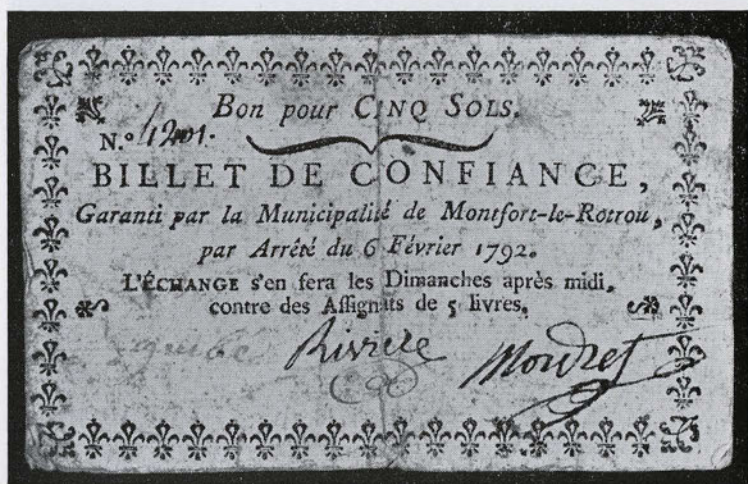 Bon pour CINQ SOLS.
N.º 1201.
BILLET DE CONFIANCE,
Garanti par la Municipalité de Montfort-le-Rotrou,
par Arrêté du 6 Février 1792.
L'ÉCHANGE s'en fera les Dimanches après midi,
contre des Assignats de 5 livres.
Rivière